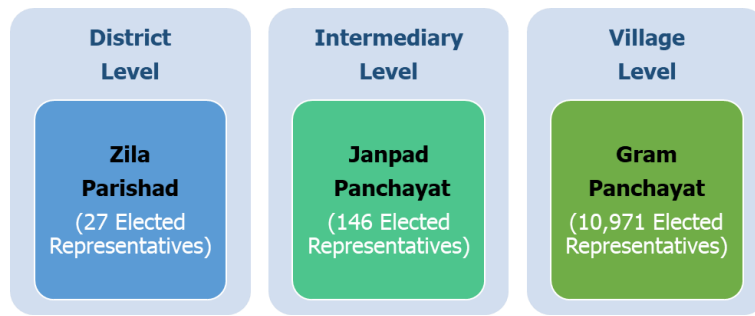 District
Level
Zila
Parishad
(27 Elected
Representatives)
Intermediary
Level
Janpad
Panchayat
(146 Elected
Representatives)
Village
Level
Gram
Panchayat
(10,971 Elected
Representatives)